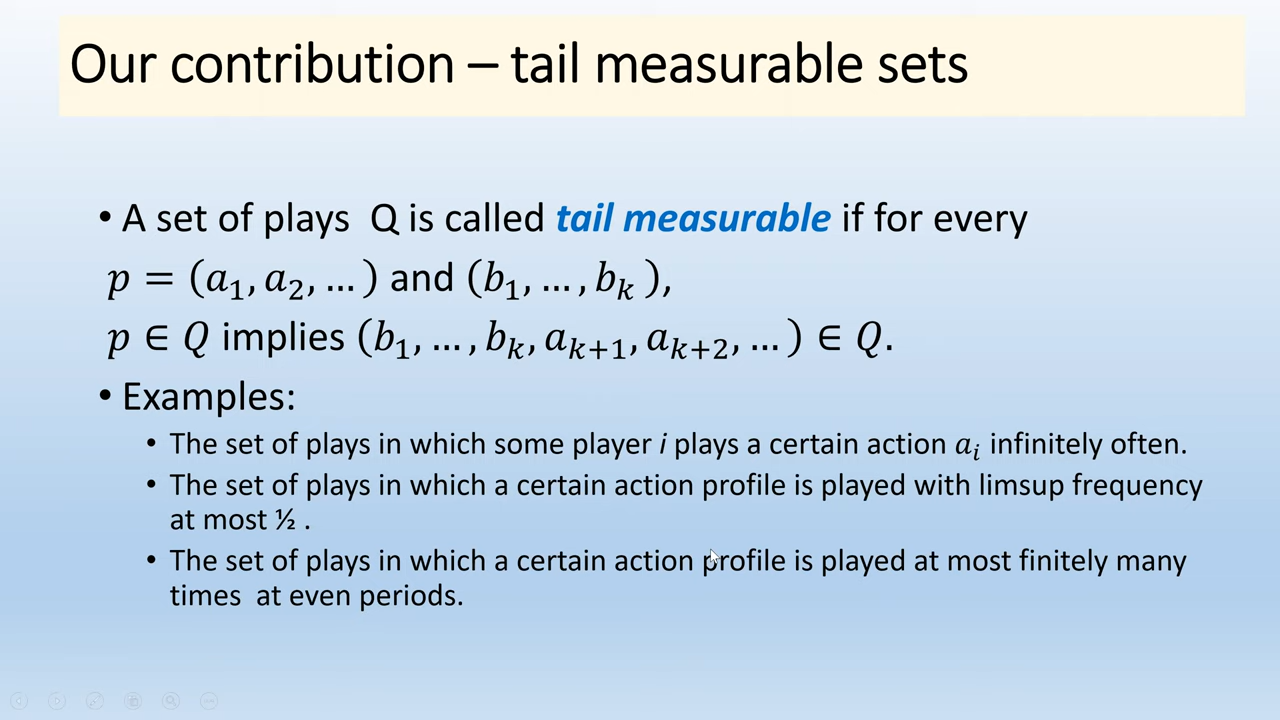 Our contribution – tail measurable sets
• A set of plays Q is called tail measurable if for every
p = (a₁, a₂, … ) and (b₁, … , bₖ ),
p ∈ Q implies (b₁, … , bₖ, aₖ₊₁, aₖ₊₂, … ) ∈ Q.
• Examples:
• The set of plays in which some player i plays a certain action aᵢ infinitely often.
• The set of plays in which a certain action profile is played with limsup frequency
at most ½ .
• The set of plays in which a certain action profile is played at most finitely many
times at even periods.